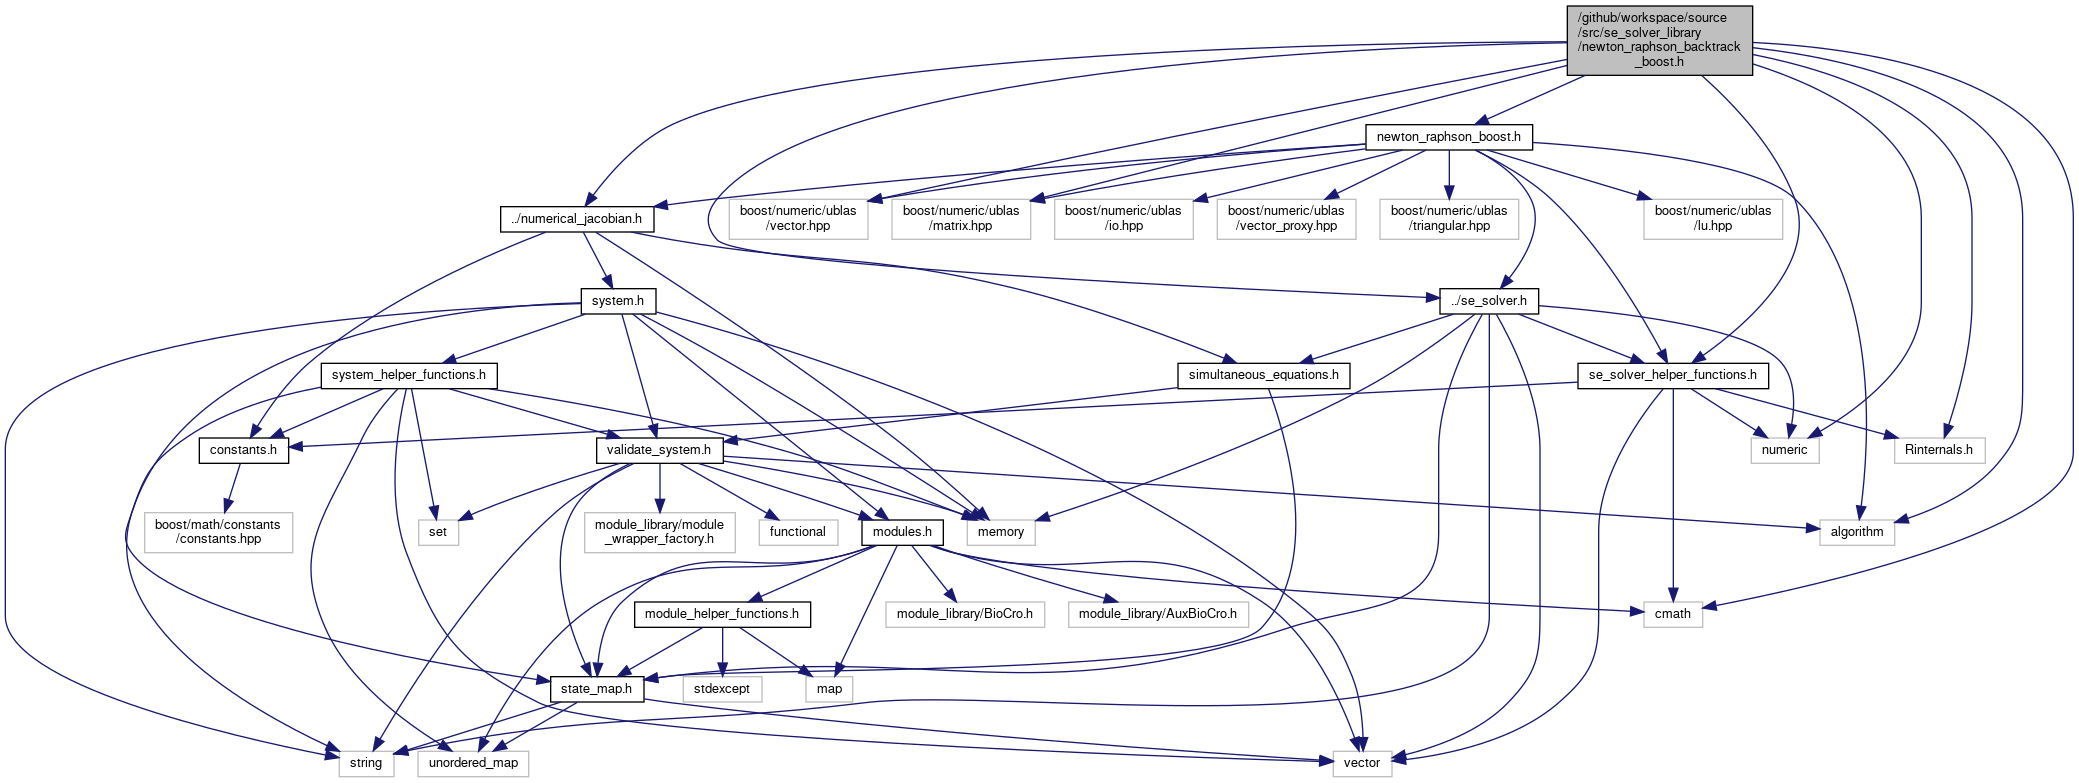 /github/workspace/source
/src/se_solver_library
/newton_raphson_backtrack
_boost.h
newton_raphson_boost.h
../numerical_jacobian.h
boost/numeric/ublas
/vector.hpp
boost/numeric/ublas
/matrix.hpp
boost/numeric/ublas
/io.hpp
boost/numeric/ublas
/vector_proxy.hpp
boost/numeric/ublas
/triangular.hpp
boost/numeric/ublas
/lu.hpp
system.h
../se_solver.h
system_helper_functions.h
simultaneous_equations.h
se_solver_helper_functions.h
constants.h
validate_system.h
numeric
Rinternals.h
boost/math/constants
/constants.hpp
set
module_library/module
_wrapper_factory.h
functional
modules.h
memory
algorithm
module_helper_functions.h
module_library/BioCro.h
module_library/AuxBioCro.h
cmath
state_map.h
stdexcept
map
string
unordered_map
vector